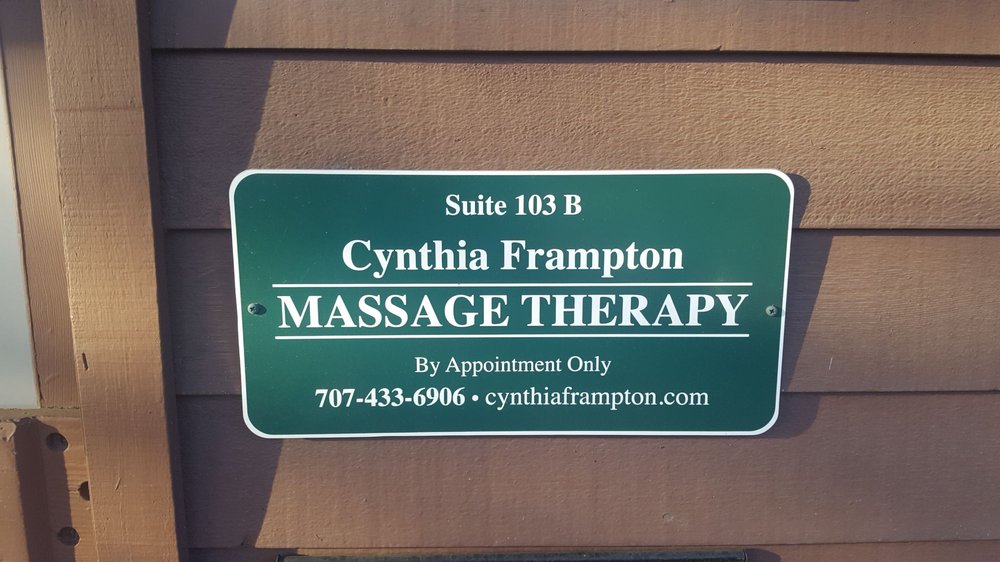 Suite 103 B
Cynthia Frampton
MASSAGE THERAPY
By Appointment Only
707-433-6906 • cynthiaframpton.com